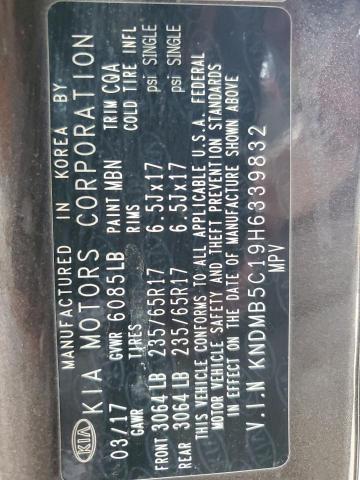 MANUFACTURED IN KOREA BY
KIA KIA MOTORS CORPORATION
03/17 GVWR 6085LB PAINT MBN TRIM CQA
GAWR TIRES RIMS COLD TIRE INFL
FRONT 3064LB 235/65R17 6.5Jx17 psi SINGLE
REAR 3064LB 235/65R17 6.5Jx17 psi SINGLE
THIS VEHICLE CONFORMS TO ALL APPLICABLE U.S.A. FEDERAL
MOTOR VEHICLE SAFETY AND THEFT PREVENTION STANDARDS
IN EFFECT ON THE DATE OF MANUFACTURE SHOWN ABOVE
V.I.N KNDMB5C19H6339832
MPV